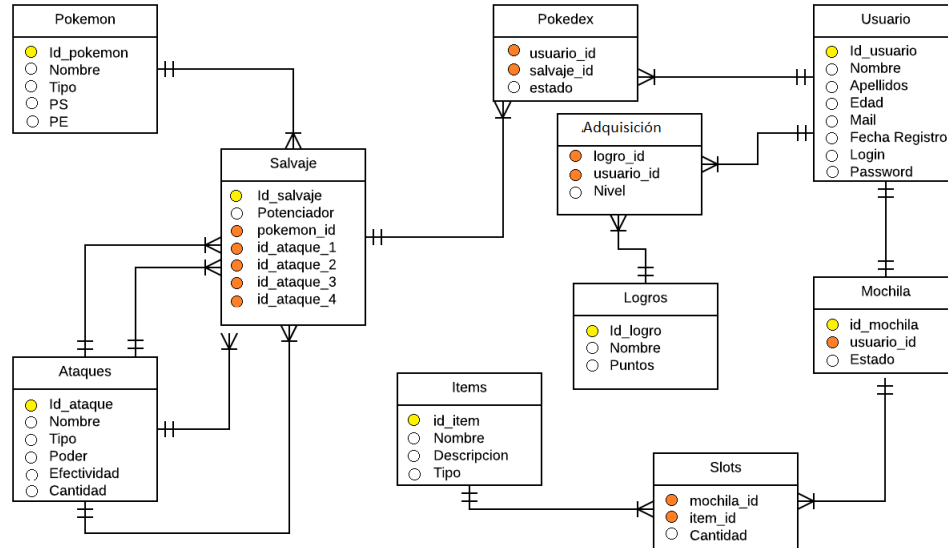 Pokemon
Id_pokemon
Nombre
Tipo
PS
PE
Pokedex
usuario_id
salvaje_id
estado
Usuario
Id_usuario
Nombre
Apellidos
Edad
Mail
Fecha Registro
Login
Password
.Adquisición
logro_id
usuario_id
Nivel
Salvaje
Id_salvaje
Potenciador
pokemon_id
id_ataque_1
id_ataque_2
id_ataque_3
id_ataque_4
Logros
Id_logro
Nombre
Puntos
Mochila
id_mochila
usuario_id
Estado
Ataques
Id_ataque
Nombre
Tipo
Poder
Efectividad
Cantidad
Items
id_item
Nombre
Descripcion
Tipo
Slots
mochila_id
item_id
Cantidad